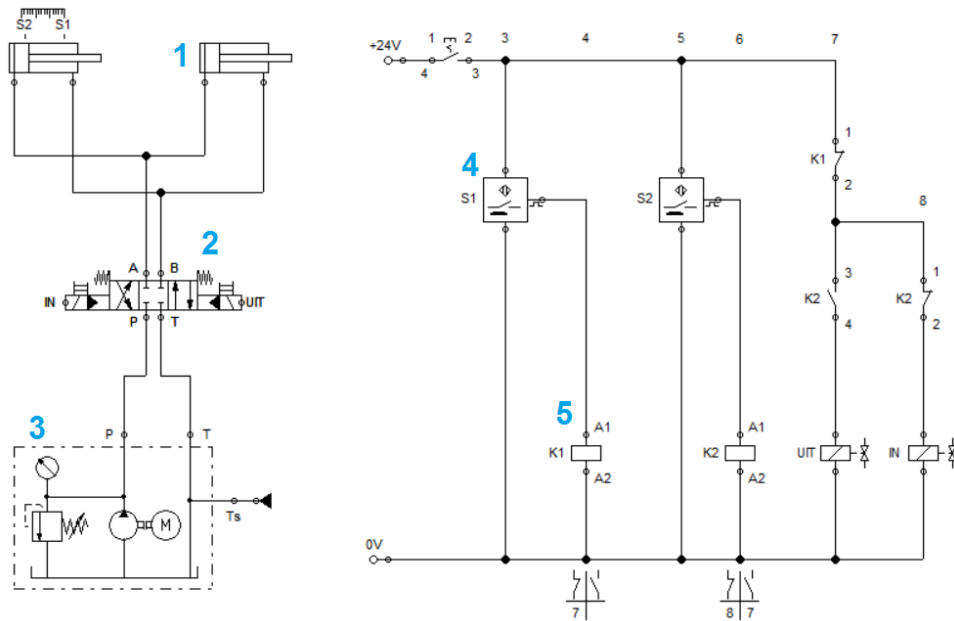 S2 S1
1
1 2 3 4 5 6 7
+24V
4 3
1
K1
2
4
S1 S2
8
2
A B
IN UIT
P T
3 1
K2 K2
4 2
3
P T
5
A1 A1
K1 K2 UIT IN
A2 A2
M
Ts
0V
7 8 7